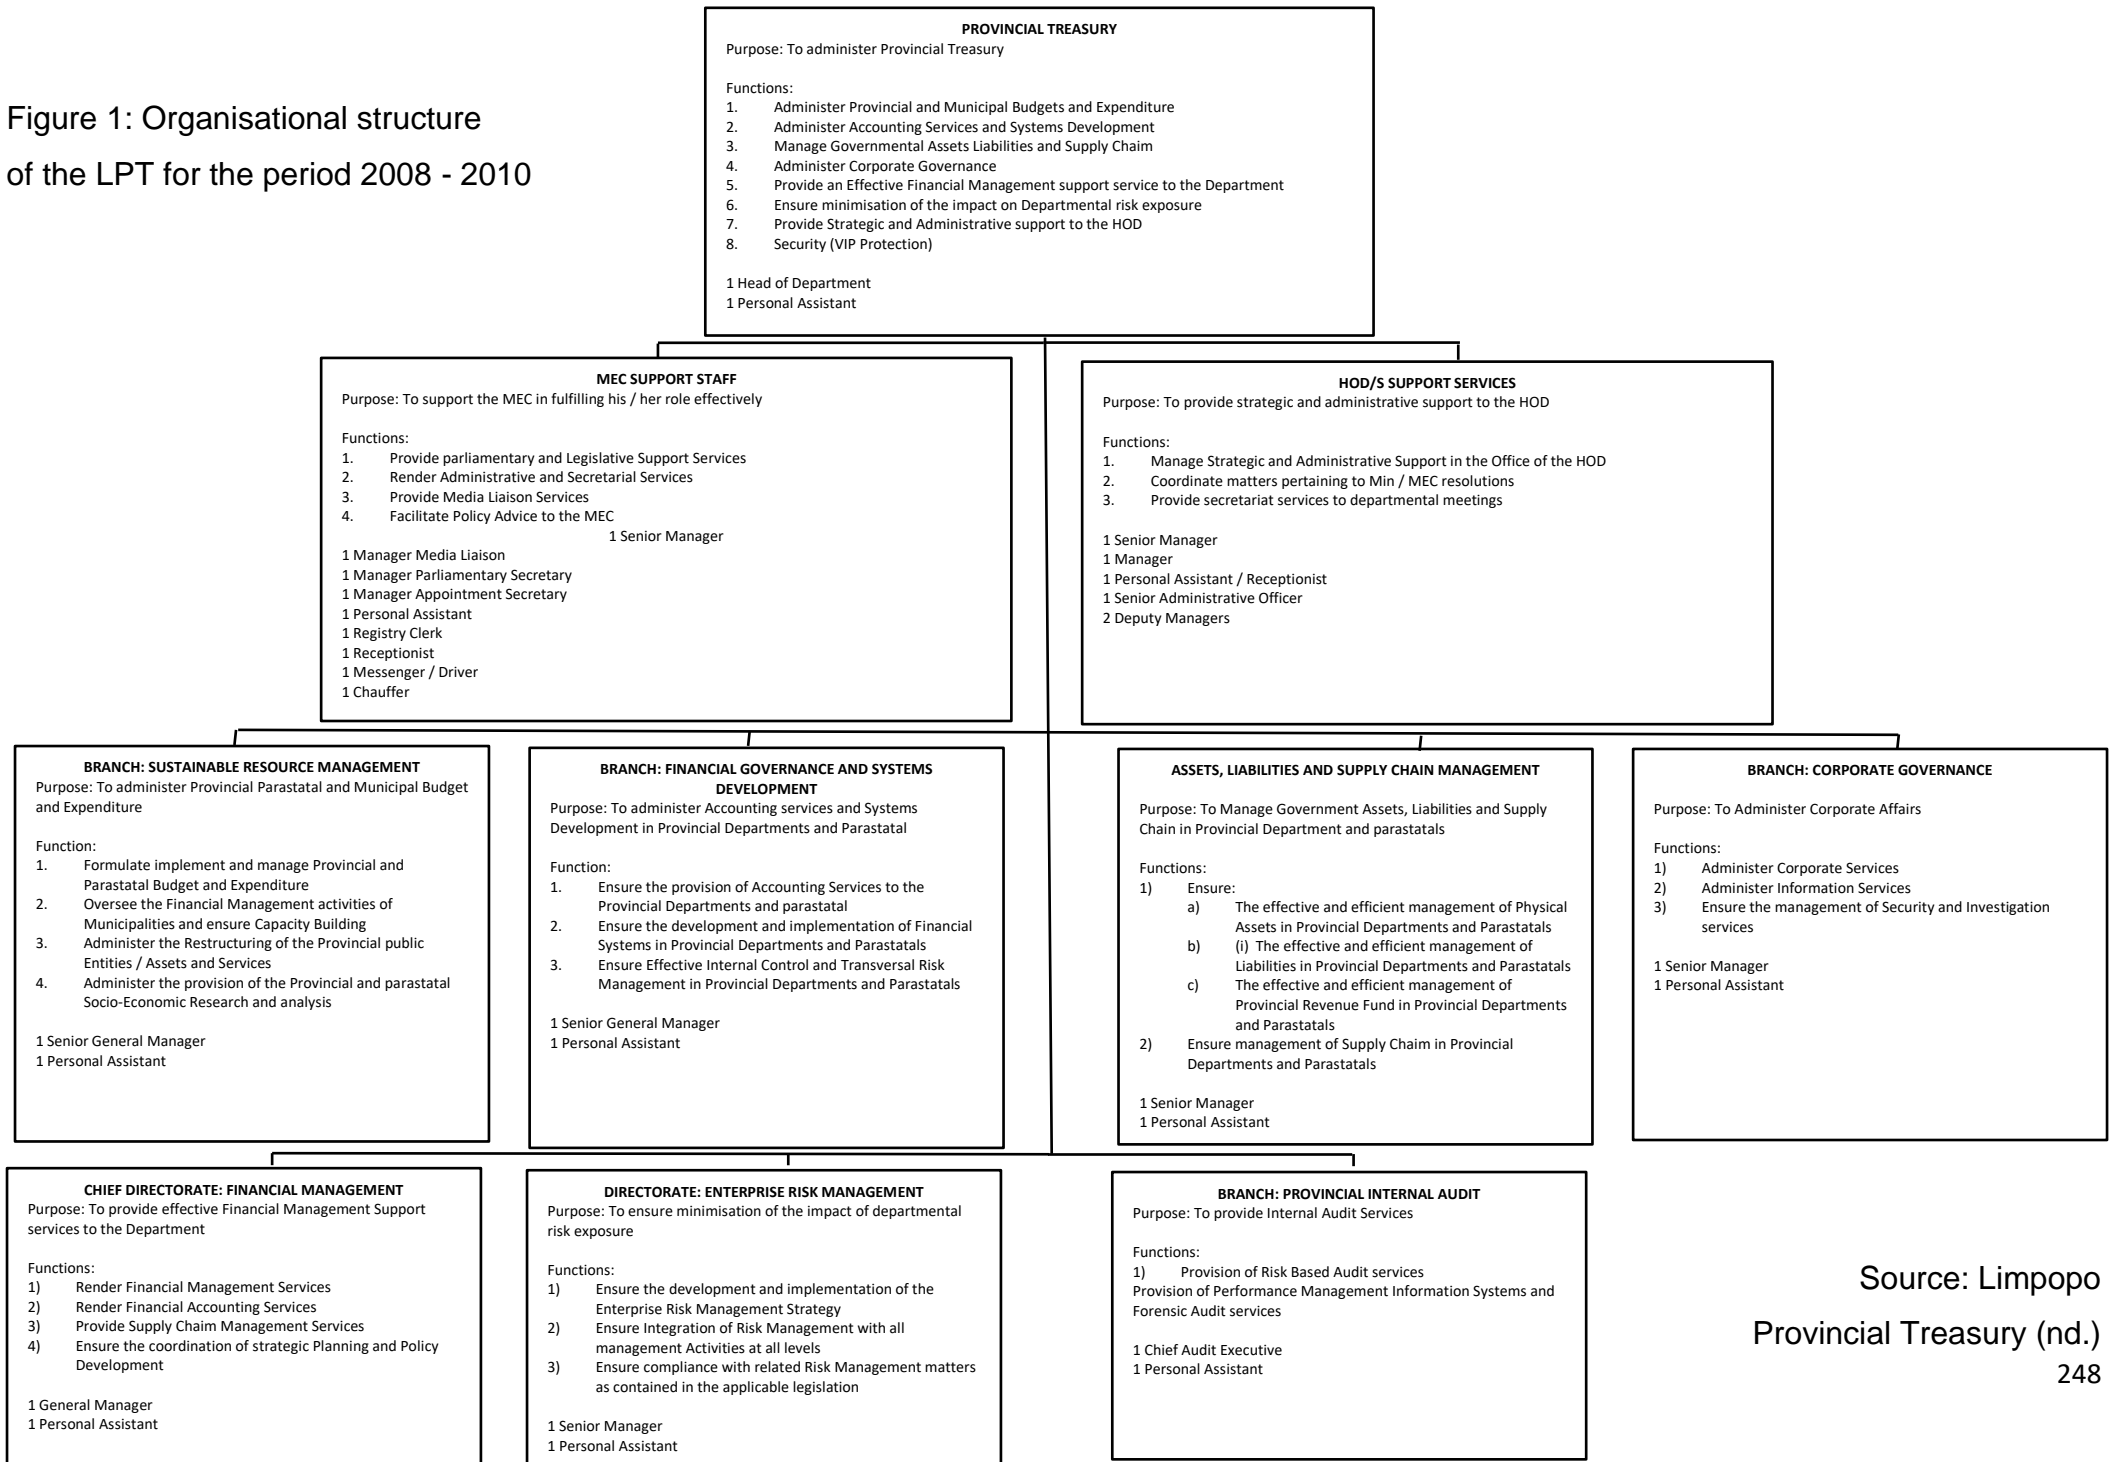 PROVINCIAL TREASURY
Purpose: To administer Provincial Treasury
Functions:
1. Administer Provincial and Municipal Budgets and Expenditure
2. Administer Accounting Services and Systems Development
3. Manage Governmental Assets Liabilities and Supply Chaim
4. Administer Corporate Governance
5. Provide an Effective Financial Management support service to the Department
6. Ensure minimisation of the impact on Departmental risk exposure
7. Provide Strategic and Administrative support to the HOD
8. Security (VIP Protection)
1 Head of Department
1 Personal Assistant
Figure 1: Organisational structure
of the LPT for the period 2008 - 2010
MEC SUPPORT STAFF
Purpose: To support the MEC in fulfilling his / her role effectively
Functions:
1. Provide parliamentary and Legislative Support Services
2. Render Administrative and Secretarial Services
3. Provide Media Liaison Services
4. Facilitate Policy Advice to the MEC
1 Senior Manager
1 Manager Media Liaison
1 Manager Parliamentary Secretary
1 Manager Appointment Secretary
1 Personal Assistant
1 Registry Clerk
1 Receptionist
1 Messenger / Driver
1 Chauffer
HOD/S SUPPORT SERVICES
Purpose: To provide strategic and administrative support to the HOD
Functions:
1. Manage Strategic and Administrative Support in the Office of the HOD
2. Coordinate matters pertaining to Min / MEC resolutions
3. Provide secretariat services to departmental meetings
1 Senior Manager
1 Manager
1 Personal Assistant / Receptionist
1 Senior Administrative Officer
2 Deputy Managers
BRANCH: SUSTAINABLE RESOURCE MANAGEMENT
Purpose: To administer Provincial Parastatal and Municipal Budget
and Expenditure
Function:
1. Formulate implement and manage Provincial and
Parastatal Budget and Expenditure
2. Oversee the Financial Management activities of
Municipalities and ensure Capacity Building
3. Administer the Restructuring of the Provincial public
Entities / Assets and Services
4. Administer the provision of the Provincial and parastatal
Socio-Economic Research and analysis
1 Senior General Manager
1 Personal Assistant
BRANCH: FINANCIAL GOVERNANCE AND SYSTEMS
DEVELOPMENT
Purpose: To administer Accounting services and Systems
Development in Provincial Departments and Parastatal
Function:
1. Ensure the provision of Accounting Services to the
Provincial Departments and parastatal
2. Ensure the development and implementation of Financial
Systems in Provincial Departments and Parastatals
3. Ensure Effective Internal Control and Transversal Risk
Management in Provincial Departments and Parastatals
1 Senior General Manager
1 Personal Assistant
ASSETS, LIABILITIES AND SUPPLY CHAIN MANAGEMENT
Purpose: To Manage Government Assets, Liabilities and Supply
Chain in Provincial Department and parastatals
Functions:
1) Ensure:
a) The effective and efficient management of Physical
Assets in Provincial Departments and Parastatals
b) (i) The effective and efficient management of
Liabilities in Provincial Departments and Parastatals
c) The effective and efficient management of
Provincial Revenue Fund in Provincial Departments
and Parastatals
2) Ensure management of Supply Chaim in Provincial
Departments and Parastatals
1 Senior Manager
1 Personal Assistant
BRANCH: CORPORATE GOVERNANCE
Purpose: To Administer Corporate Affairs
Functions:
1) Administer Corporate Services
2) Administer Information Services
3) Ensure the management of Security and Investigation
services
1 Senior Manager
1 Personal Assistant
CHIEF DIRECTORATE: FINANCIAL MANAGEMENT
Purpose: To provide effective Financial Management Support
services to the Department
Functions:
1) Render Financial Management Services
2) Render Financial Accounting Services
3) Provide Supply Chain Management Services
4) Ensure the coordination of strategic Planning and Policy
Development
1 General Manager
1 Personal Assistant
DIRECTORATE: ENTERPRISE RISK MANAGEMENT
Purpose: To ensure minimisation of the impact of departmental
risk exposure
Functions:
1) Ensure the development and implementation of the
Enterprise Risk Management Strategy
2) Ensure Integration of Risk Management with all
management Activities at all levels
3) Ensure compliance with related Risk Management matters
as contained in the applicable legislation
1 Senior Manager
1 Personal Assistant
BRANCH: PROVINCIAL INTERNAL AUDIT
Purpose: To provide Internal Audit Services
Functions:
1) Provision of Risk Based Audit services
Provision of Performance Management Information Systems and
Forensic Audit services
1 Chief Audit Executive
1 Personal Assistant
Source: Limpopo
Provincial Treasury (nd.)
248